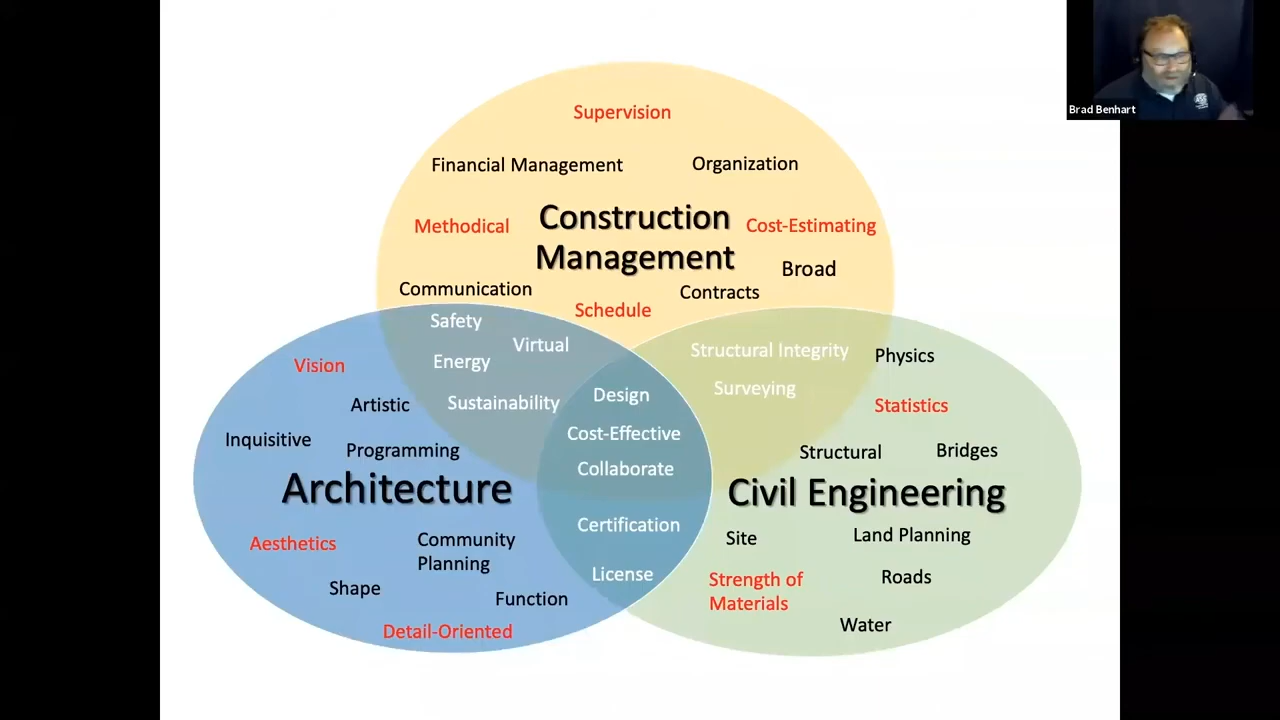 Brad Benhart
Supervision
Financial Management
Organization
Methodical
Construction
Management
Cost-Estimating
Broad
Communication
Contracts
Schedule
Safety
Virtual
Energy
Sustainability
Structural Integrity
Surveying
Design
Cost-Effective
Collaborate
Certification
License
Vision
Artistic
Inquisitive
Programming
Architecture
Aesthetics
Community
Planning
Shape
Function
Detail-Oriented
Physics
Statistics
Structural
Bridges
Civil Engineering
Site
Land Planning
Strength of
Materials
Roads
Water